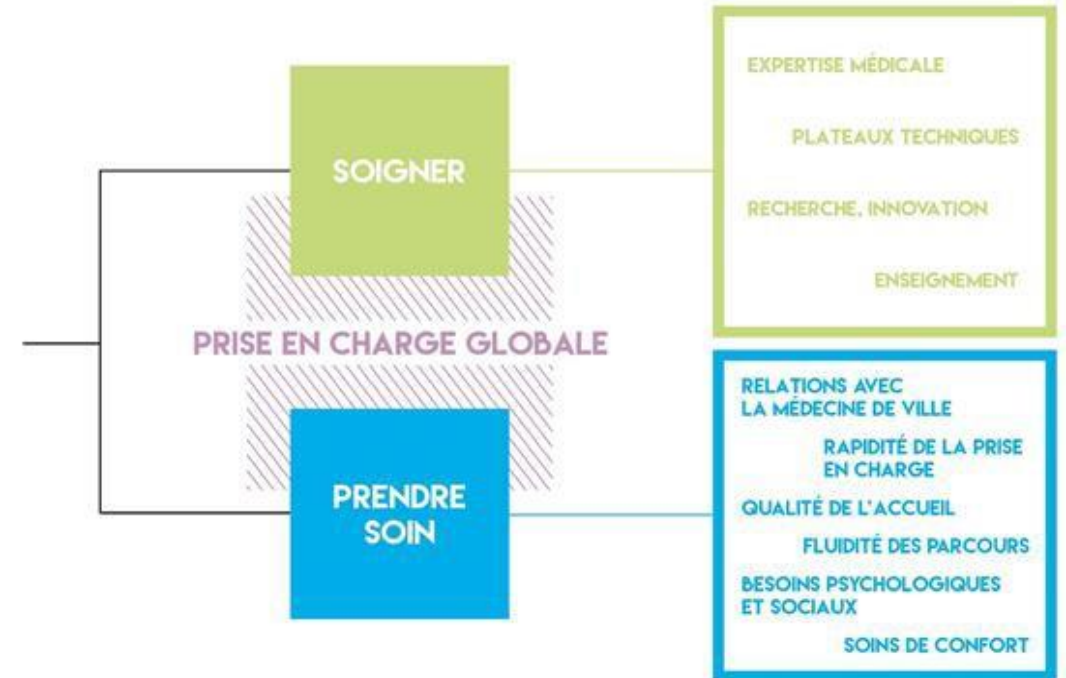 SOIGNER
PRISE EN CHARGE GLOBALE
PRENDRE
SOIN
EXPERTISE MÉDICALE
PLATEAUX TECHNIQUES
RECHERCHE, INNOVATION
ENSEIGNEMENT
RELATIONS AVEC
LA MÉDECINE DE VILLE
RAPIDITÉ DE LA PRISE
EN CHARGE
QUALITÉ DE L'ACCUEIL
FLUIDITÉ DES PARCOURS
BESOINS PSYCHOLOGIQUES
ET SOCIAUX
SOINS DE CONFORT